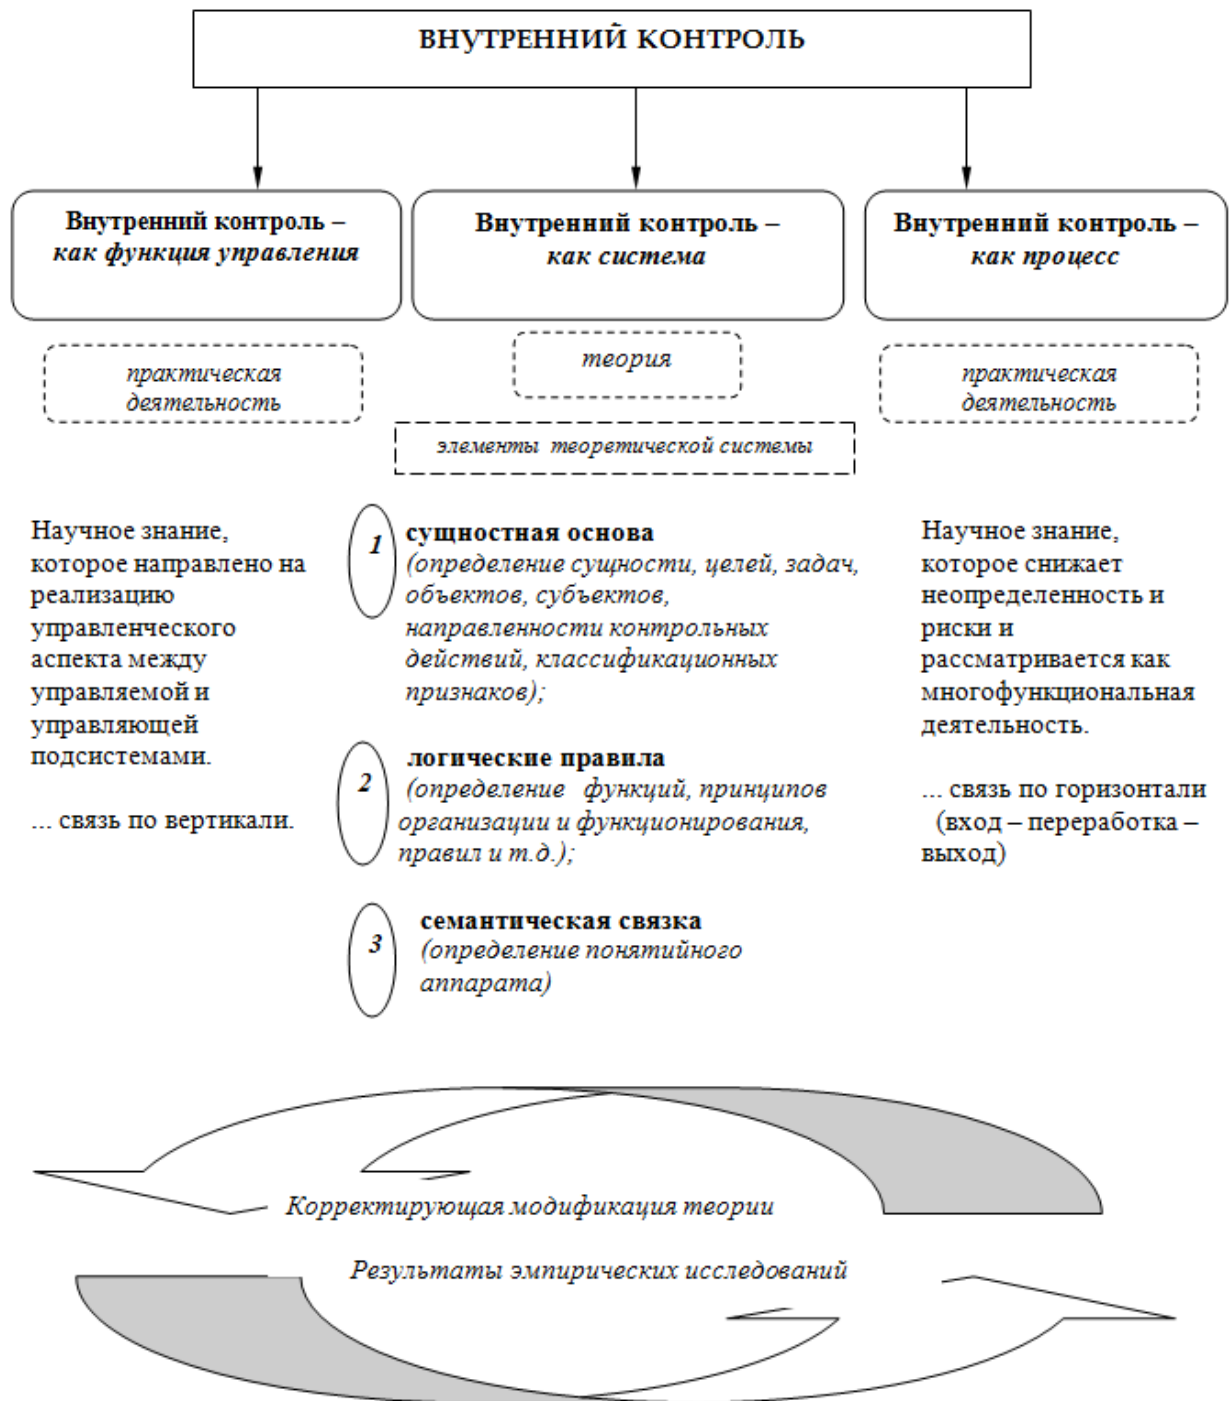 ВНУТРЕННИЙ КОНТРОЛЬ
Внутренний контроль –
как функция управления
Внутренний контроль –
как система
Внутренний контроль –
как процесс
практическая
деятельность
теория
практическая
деятельность
элементы теоретической системы
Научное знание,
которое направлено на
реализацию
управленческого
аспекта между
управляемой и
управляющей
подсистемами.
... связь по вертикали.
1
сущностная основа
(определение сущности, целей, задач,
объектов, субъектов,
направленности контрольных
действий, классификационных
признаков);
2
логические правила
(определение функций, принципов
организации и функционирования,
правил и т.д.);
3
семантическая связка
(определение понятийного
аппарата)
Научное знание,
которое снижает
неопределенность и
риски и
рассматривается как
многофункциональная
деятельность.
... связь по горизонтали
(вход – переработка –
выход)
Корректирующая модификация теории
Результаты эмпирических исследований